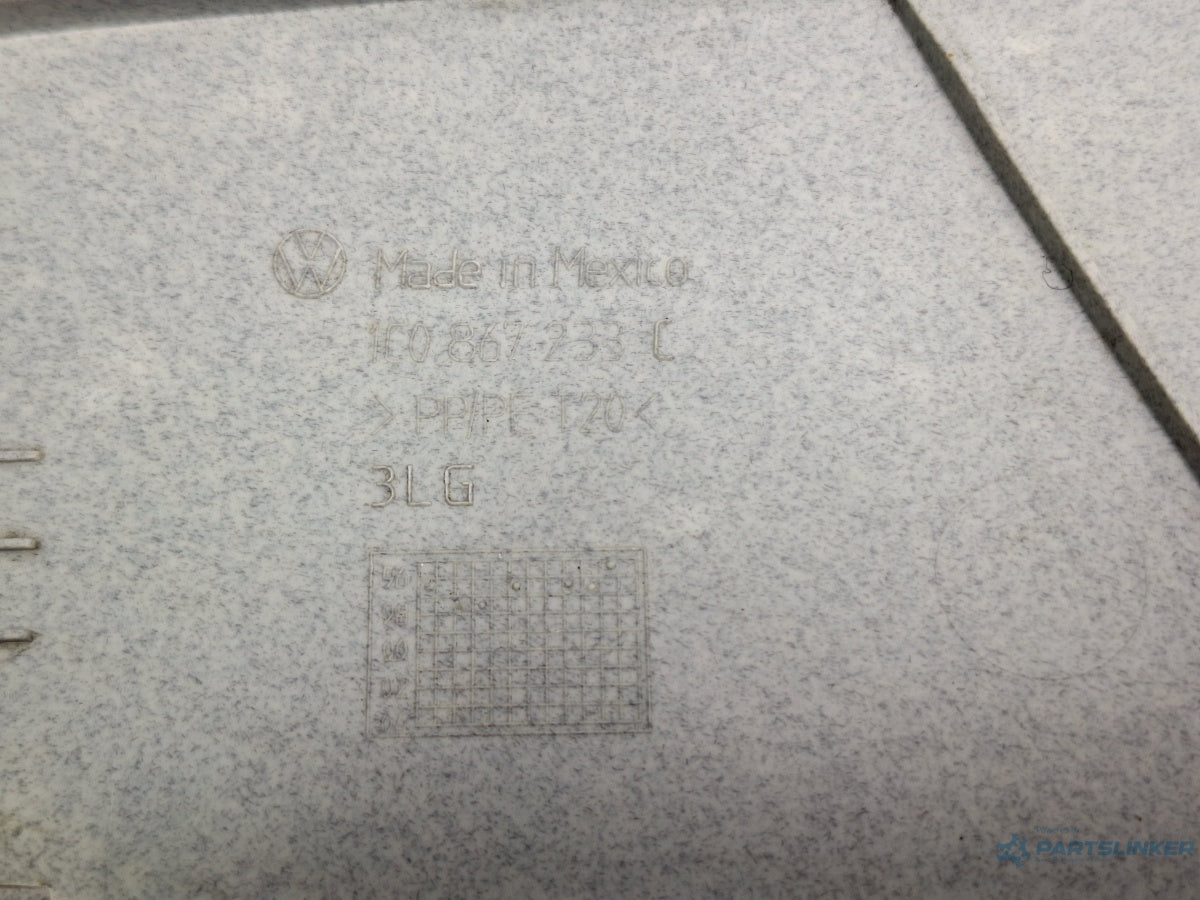 Made in Mexico
1C0 867 233 C
> PP/PE T20 <
3LG
PARTSLINKER